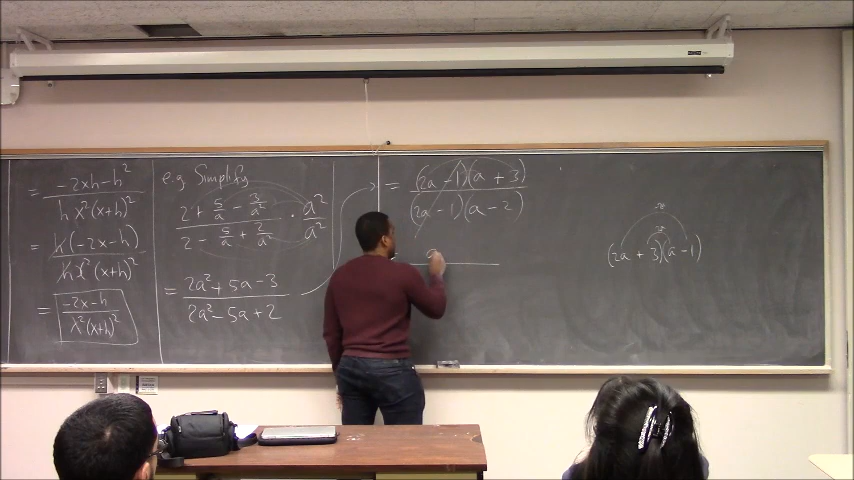 = -2xh-h² / h x²(x+h)²
= h(-2x-h) / h x²(x+h)²
= -2x-h / x²(x+h)²
e.g Simplify
2 + 5/a - 3/a² / 2 - 5/a + 2/a² · a²/a²
= 2a² + 5a - 3 / 2a² - 5a + 2
= (2a - 1)(a + 3) / (2a - 1)(a - 2)
(2a + 3)(a - 1)